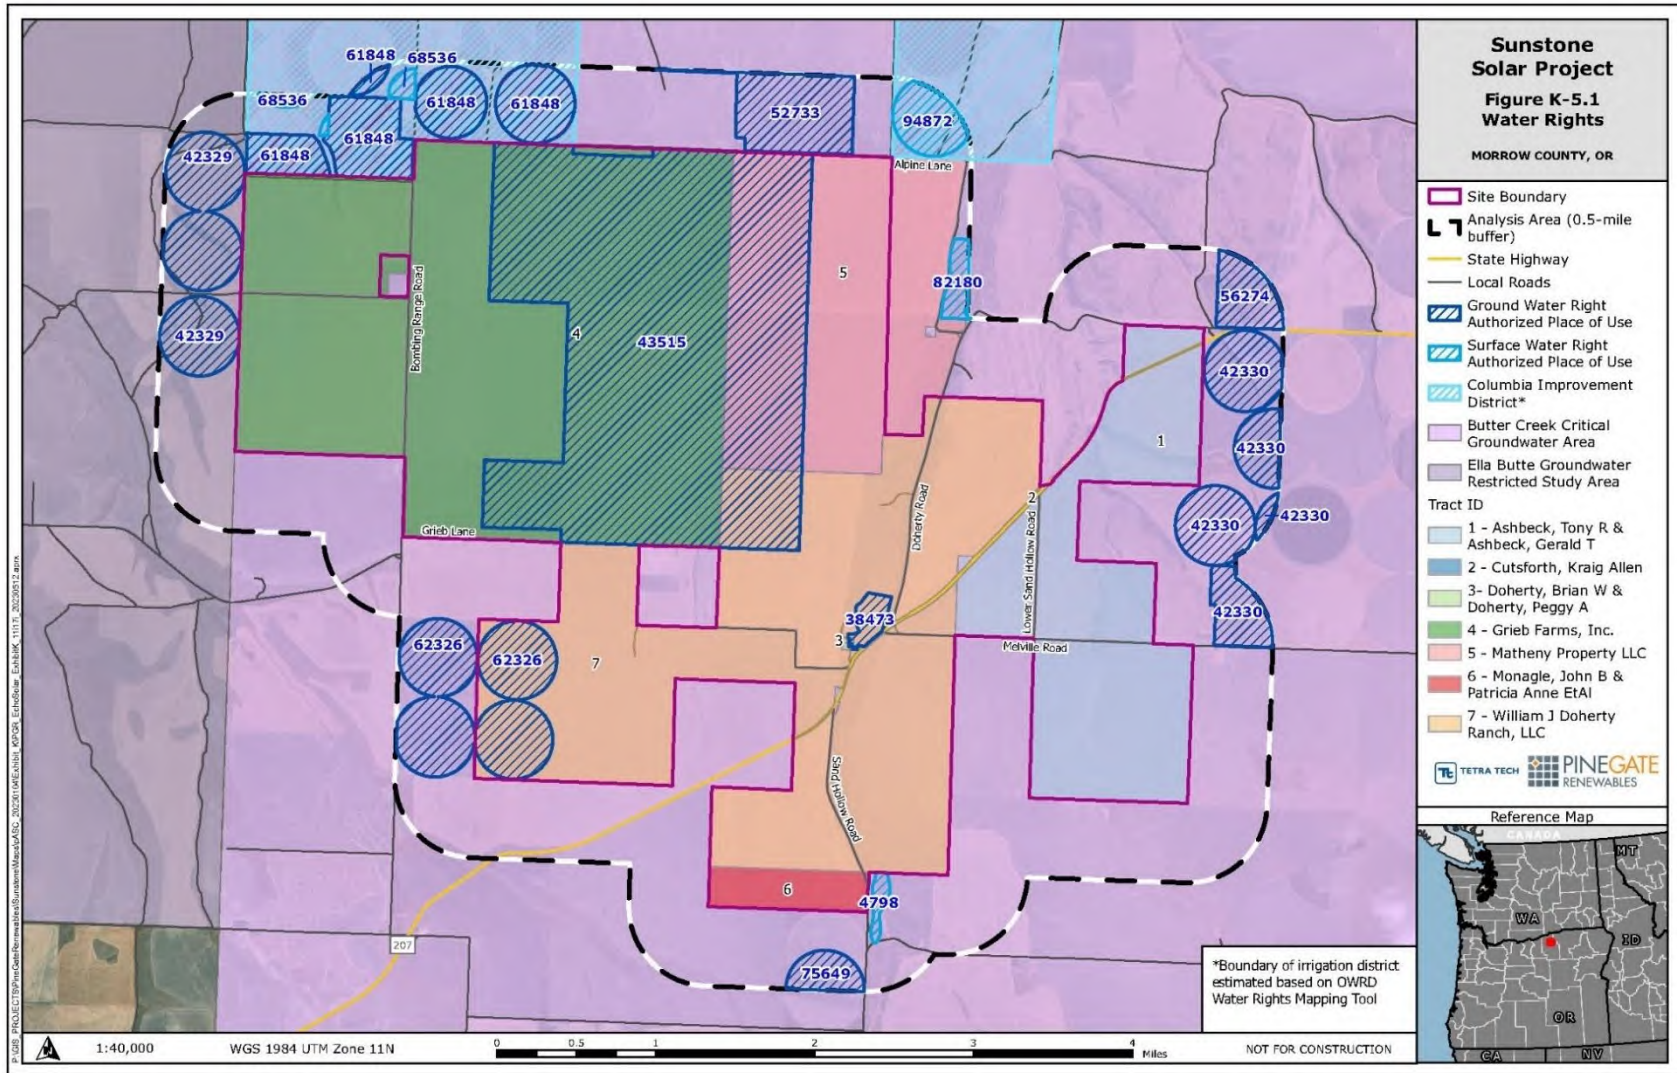 Sunstone
Solar Project
Figure K-5.1
Water Rights
MORROW COUNTY, OR
Site Boundary
Analysis Area (0.5-mile
buffer)
State Highway
Local Roads
Ground Water Right
Authorized Place of Use
Surface Water Right
Authorized Place of Use
Columbia Improvement
District*
Butter Creek Critical
Groundwater Area
Ella Butte Groundwater
Restricted Study Area
Tract ID
1 - Ashbeck, Tony R &
Ashbeck, Gerald T
2 - Cutsforth, Kraig Allen
3- Doherty, Brian W &
Doherty, Peggy A
4 - Grieb Farms, Inc.
5 - Matheny Property LLC
6 - Monagle, John B &
Patricia Anne EtAl
7 - William J Doherty
Ranch, LLC
Tt TETRA TECH
PINEGATE
RENEWABLES
Reference Map
CANADA
MT
WA
ID
OR
CA
NV
61848
68536
68536
61848
61848
61848
61848
52733
94872
42329
Alpine Lane
Bombing Range Road
5
82180
56274
4
43515
42329
42330
1
42330
2
Doherty Road
Lower Sand Hollow Road
Grieb Lane
42330
42330
38473
42330
3
Melville Road
62326
62326
7
Sand Hollow Road
6
4798
207
75649
*Boundary of irrigation district
estimated based on OWRD
Water Rights Mapping Tool
1:40,000
WGS 1984 UTM Zone 11N
0 0.5 1 2 3 4
Miles
NOT FOR CONSTRUCTION